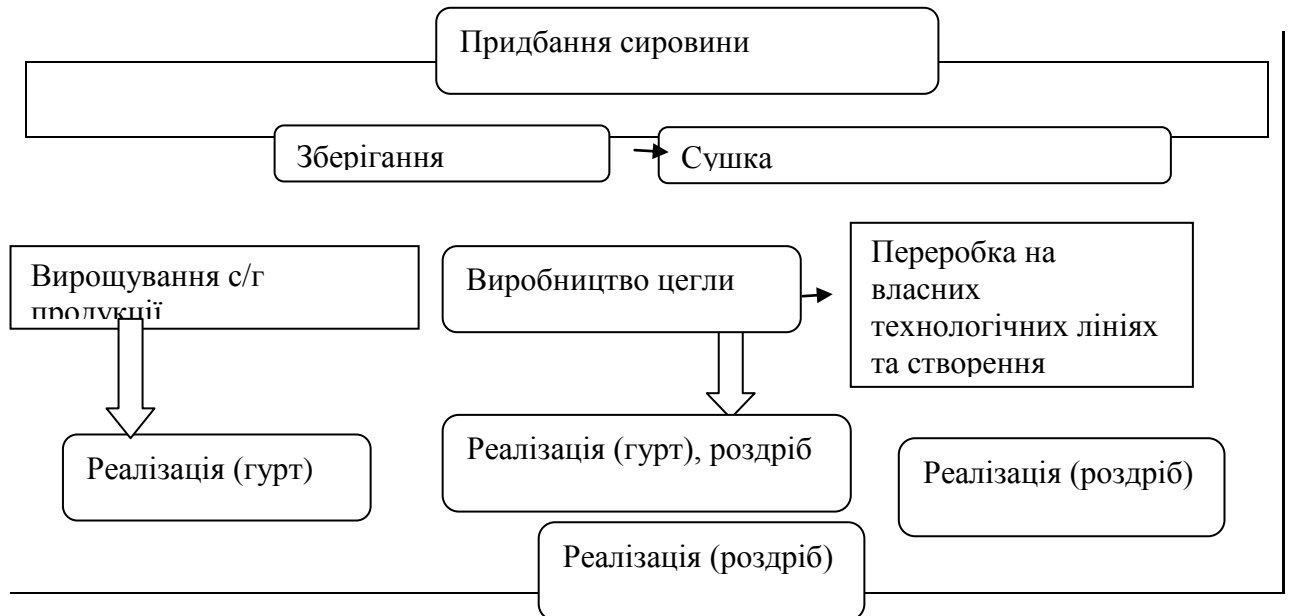 Придбання сировини
Зберігання
Сушка
Вирощування с/г
продукції
Виробництво цегли
Переробка на
власних
технологічних лініях
та створення
Реалізація (гурт)
Реалізація (гурт), роздріб
Реалізація (роздріб)
Реалізація (роздріб)